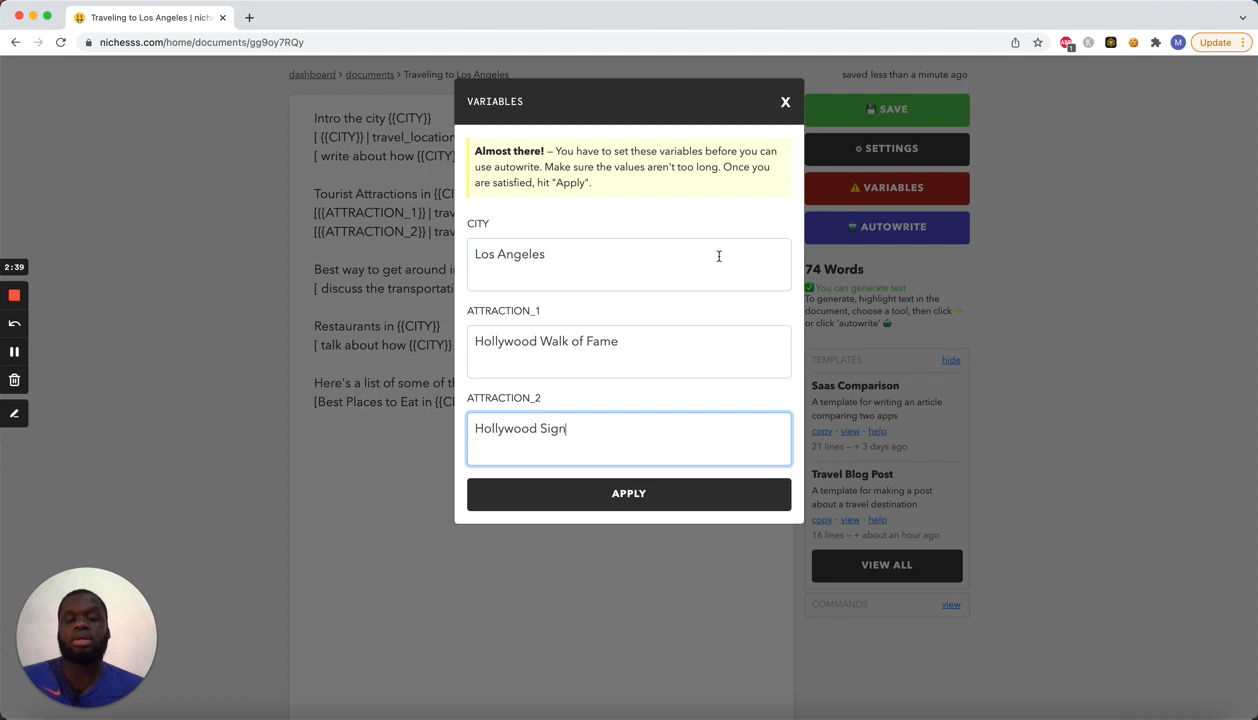 Traveling to Los Angeles | nich
nichesss.com/home/documents/gg9oy7RQy
1
M
Update
dashboard > documents > Traveling to Los Angeles
saved less than a minute ago
Intro the city {{CITY}}
[ {{CITY}} | travel_location
[ write about how {{CITY}
Tourist Attractions in {{CI
[{{ATTRACTION_1}} | trav
[{{ATTRACTION_2}} | trav
Best way to get around in
[ discuss the transportati
Restaurants in {{CITY}}
[ talk about how {{CITY}
Here's a list of some of th
[Best Places to Eat in {{C
VARIABLES
X
Almost there! – You have to set these variables before you can
use autowrite. Make sure the values aren't too long. Once you
are satisfied, hit "Apply".
CITY
Los Angeles
ATTRACTION_1
Hollywood Walk of Fame
ATTRACTION_2
Hollywood Sign
APPLY
SAVE
SETTINGS
VARIABLES
AUTOWRITE
74 Words
You can generate text
To generate, highlight text in the
document, choose a tool, then click
or click 'autowrite'
TEMPLATES
hide
Saas Comparison
A template for writing an article
comparing two apps
copy · view · help
21 lines — + 3 days ago
Travel Blog Post
A template for making a post
about a travel destination
copy · view · help
16 lines — + about an hour ago
VIEW ALL
COMMANDS
view
2:39